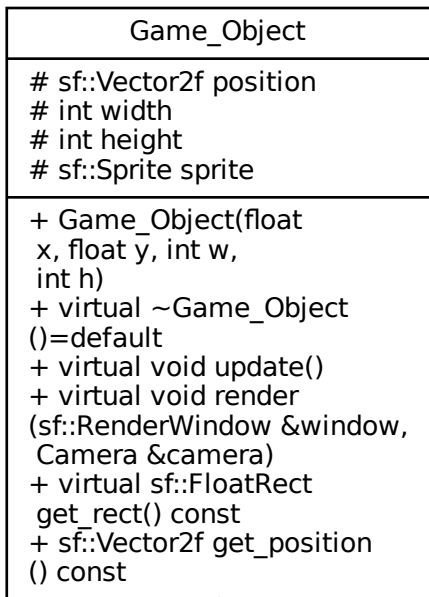 Game_Object
# sf::Vector2f position
# int width
# int height
# sf::Sprite sprite
+ Game_Object(float
x, float y, int w,
int h)
+ virtual ~Game_Object
()=default
+ virtual void update()
+ virtual void render
(sf::RenderWindow &window,
Camera &camera)
+ virtual sf::FloatRect
get_rect() const
+ sf::Vector2f get_position
() const